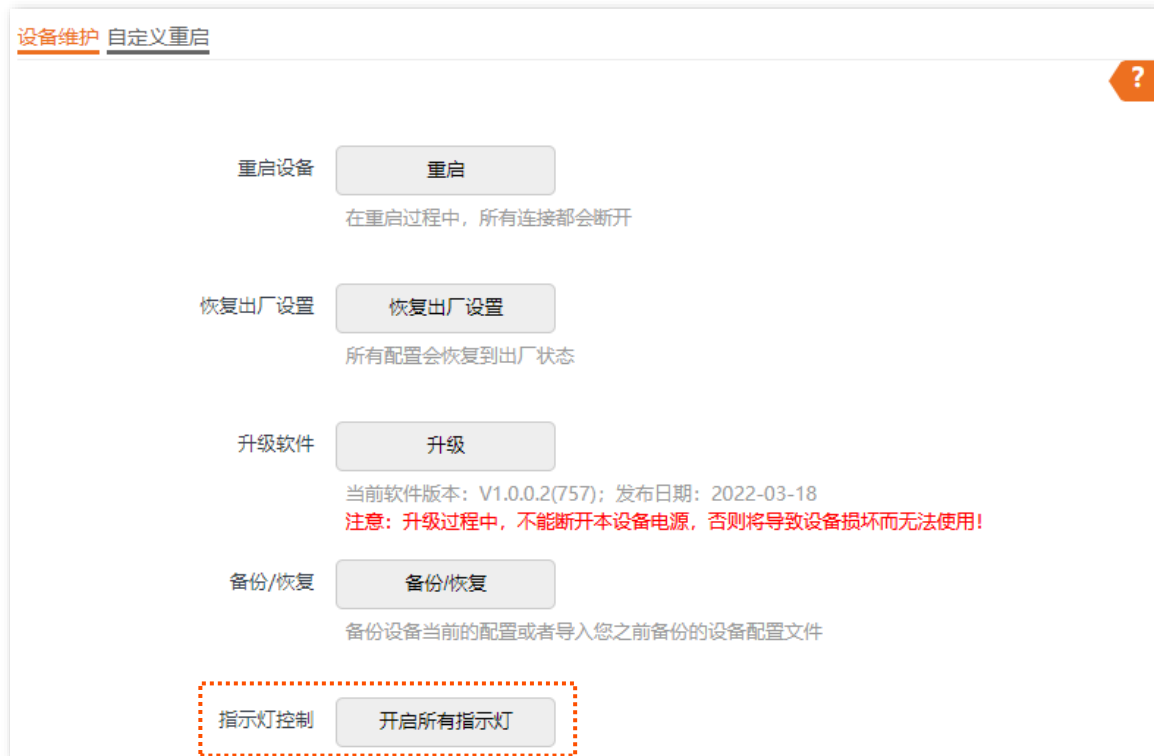 设备维护 自定义重启
?
重启设备 重启
在重启过程中，所有连接都会断开
恢复出厂设置 恢复出厂设置
所有配置会恢复到出厂状态
升级软件 升级
当前软件版本：V1.0.0.2(757)；发布日期：2022-03-18
注意：升级过程中，不能断开本设备电源，否则将导致设备损坏而无法使用！
备份/恢复 备份/恢复
备份设备当前的配置或者导入您之前备份的设备配置文件
指示灯控制 开启所有指示灯